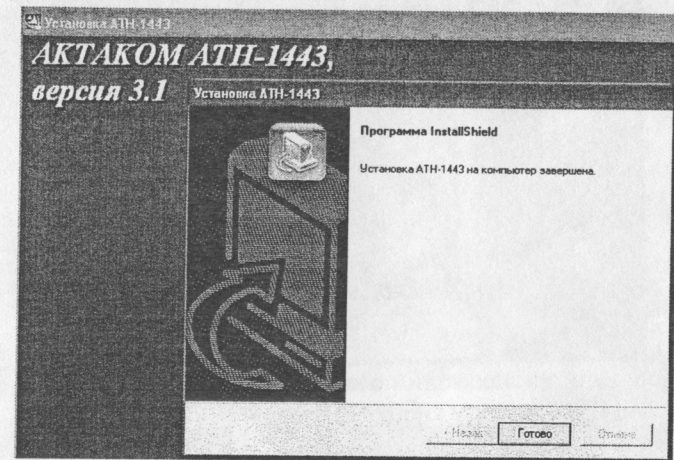 Установка АТН-1443
АКТАКОМ АТН-1443,
версия 3.1
Установка АТН-1443
Программа InstallShield
Установка АТН-1443 на компьютер завершена.
< Назад
Готово
Отмена